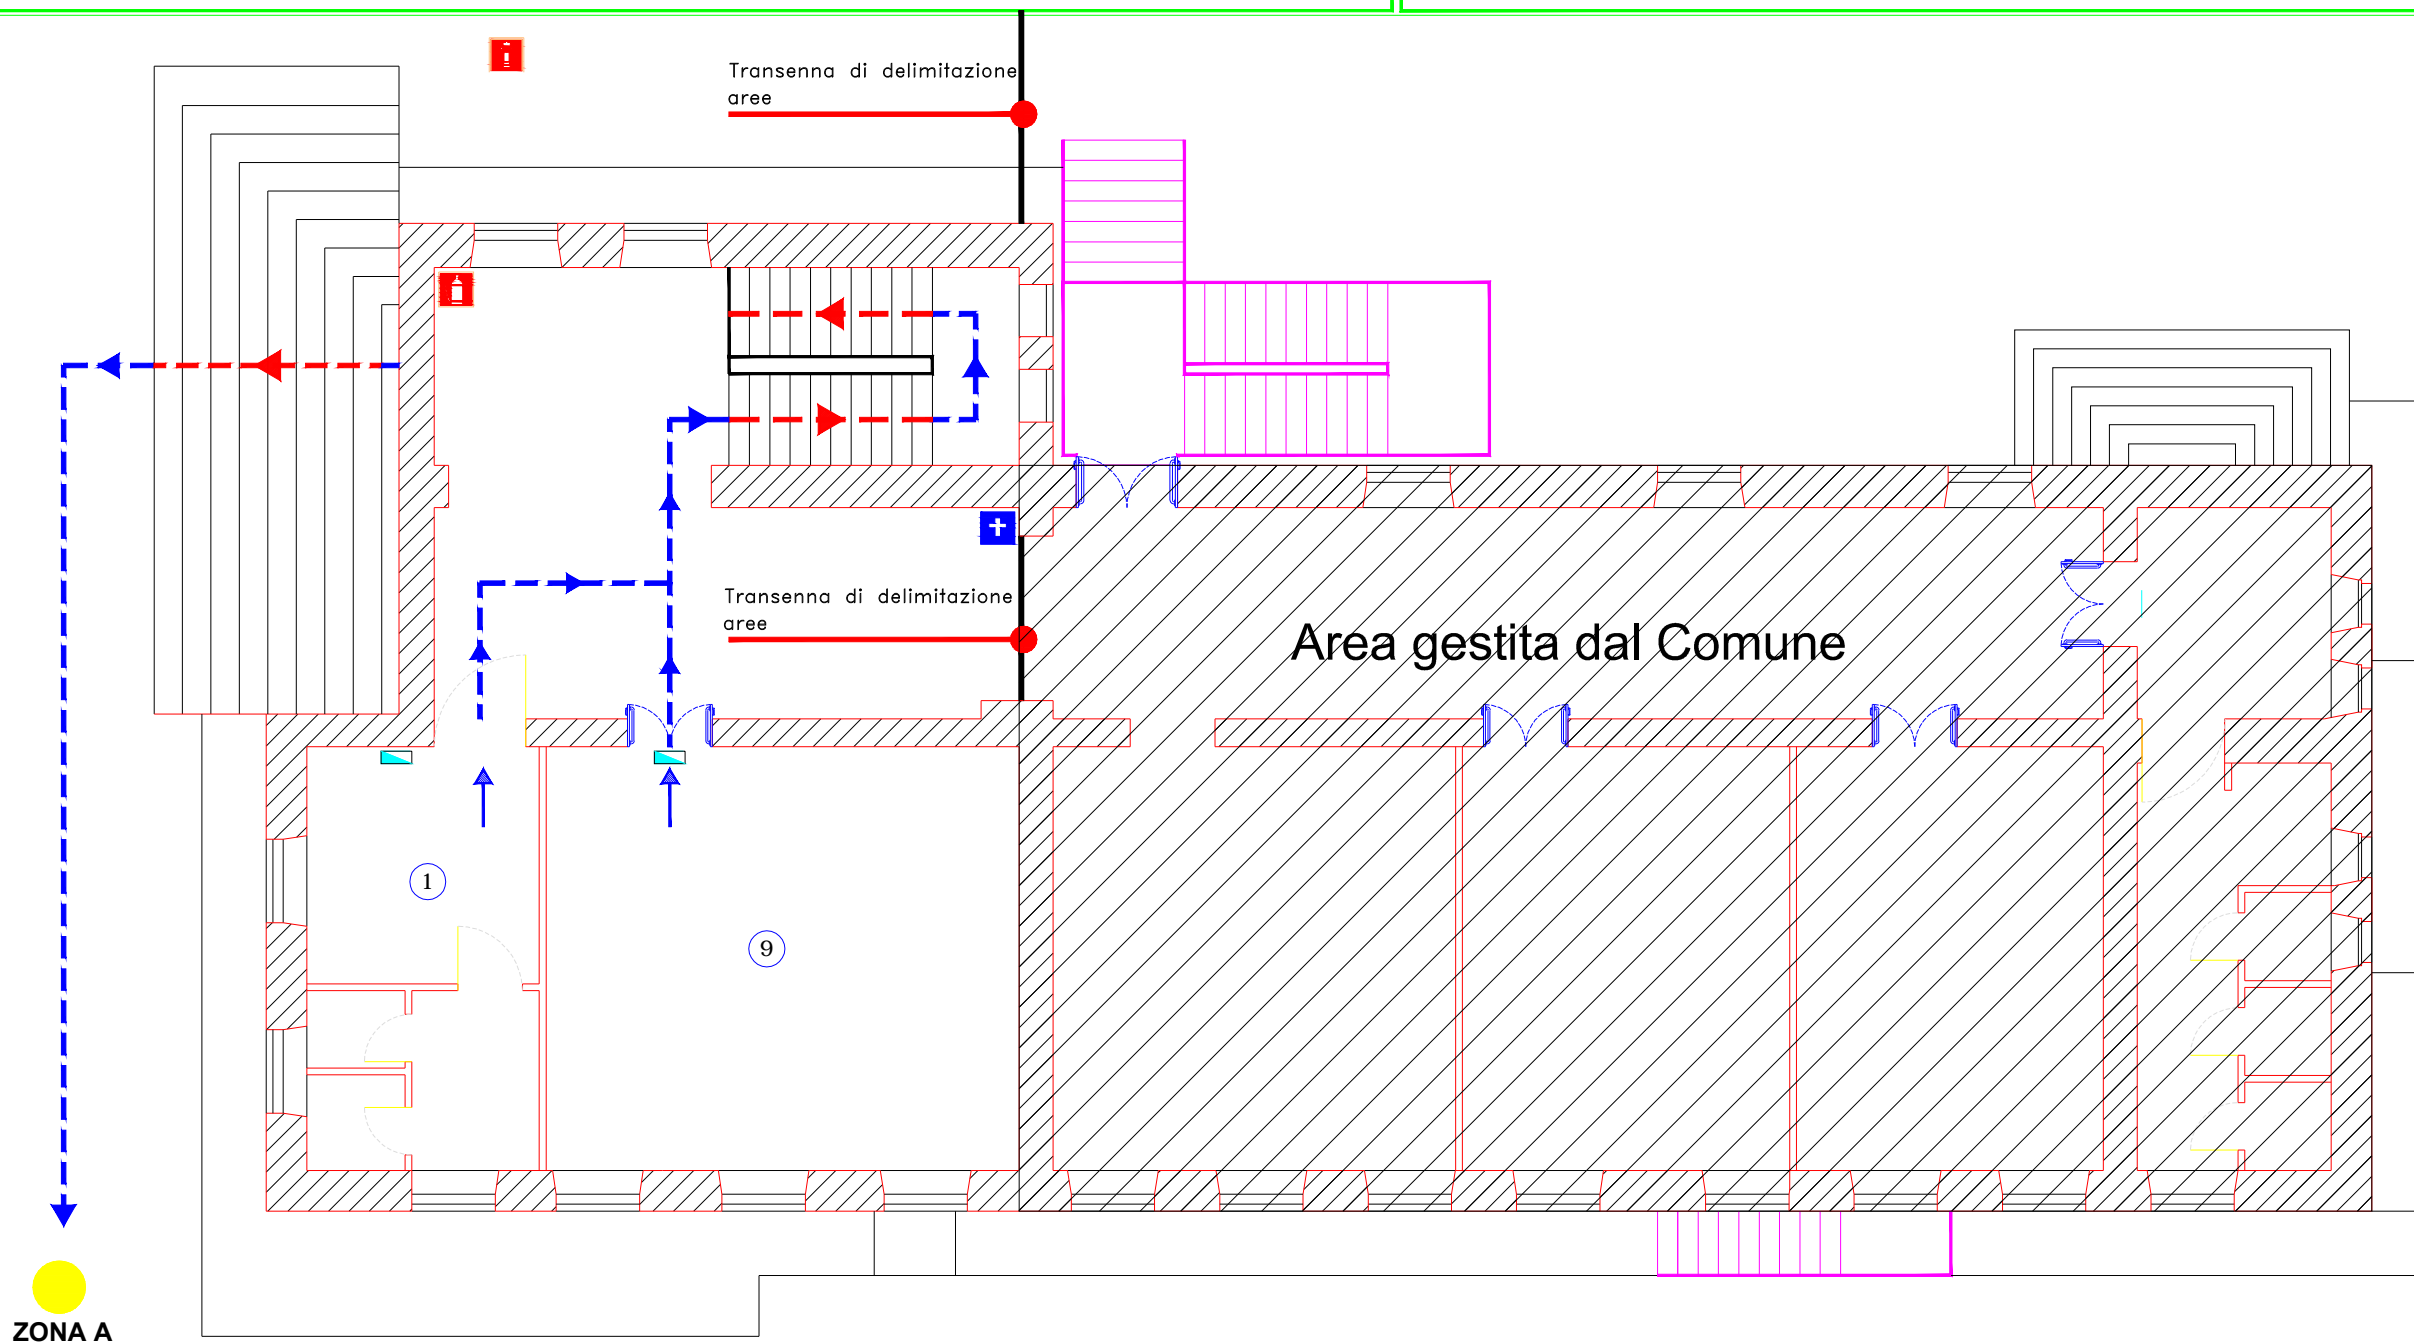 Transenna di delimitazione
aree
Transenna di delimitazione
aree
Area gestita dal Comune
1
9
ZONA A